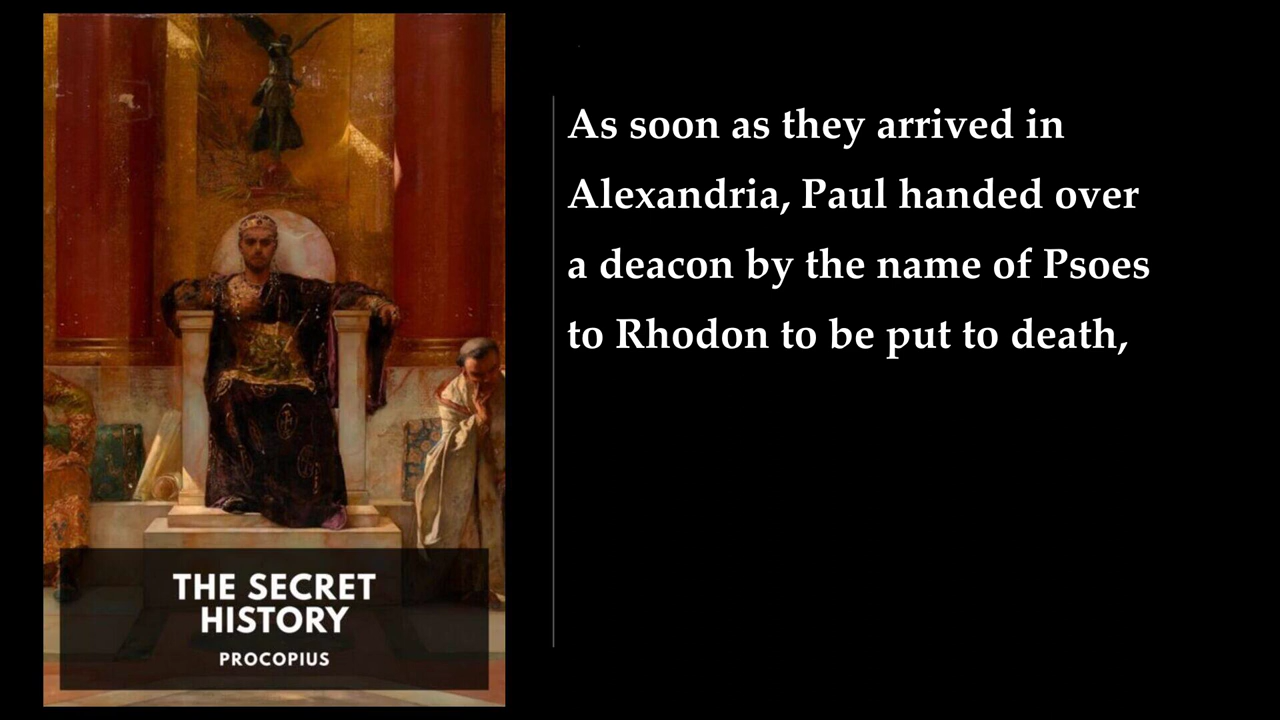 THE SECRET
HISTORY
PROCOPIUS
As soon as they arrived in
Alexandria, Paul handed over
a deacon by the name of Psoes
to Rhodon to be put to death,